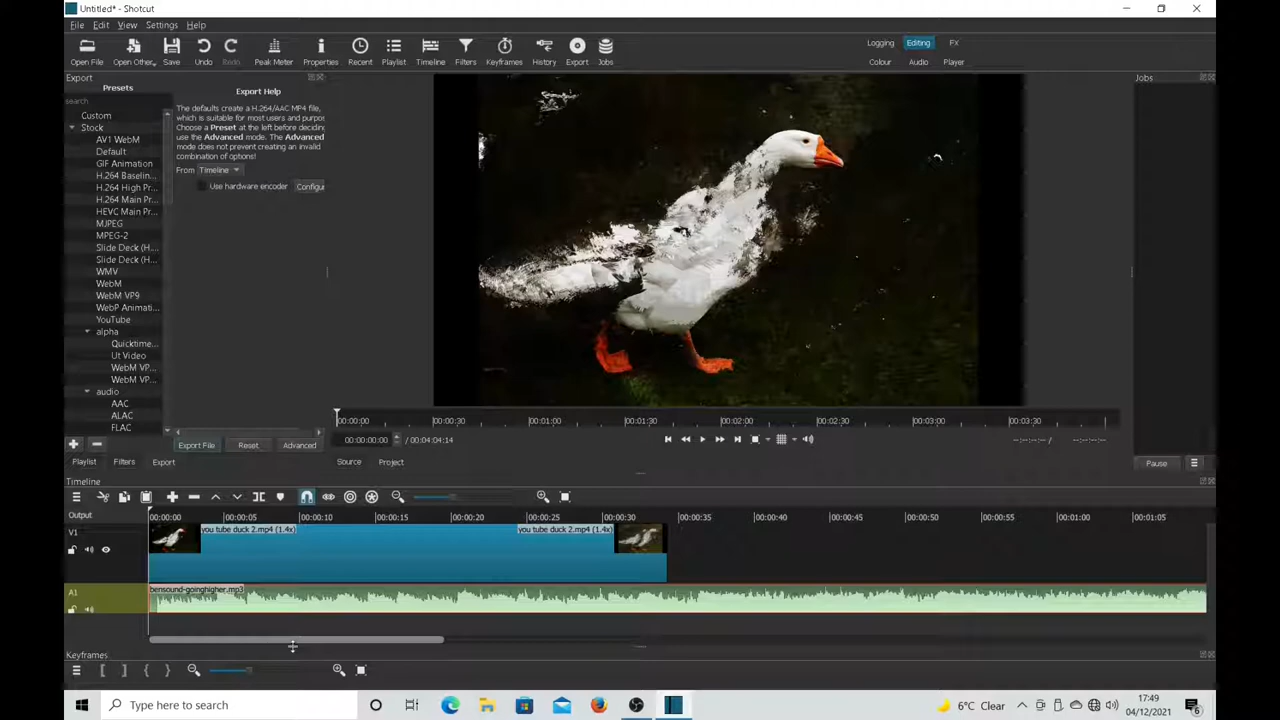 Untitled* - Shotcut
File Edit View Settings Help
Open File Open Other... Save Undo Redo Peak Meter Properties Recent Playlist Timeline Filters Keyframes History Export Jobs
Logging Editing FX
Colour Audio Player
Export
Jobs
Presets
search
Custom
Stock
AV1 WebM
Default
GIF Animation
H.264 Baselin...
H.264 High Pr...
H.264 Main Pr...
HEVC Main Pr...
MJPEG
MPEG-2
Slide Deck (H...
Slide Deck (H...
WMV
WebM
WebM VP9
WebP Animati...
YouTube
alpha
Quicktime...
Ut Video
WebM VP...
WebM VP...
audio
AAC
ALAC
FLAC
Export Help
The defaults create a H.264/AAC MP4 file,
which is suitable for most users and purpos
Choose a Preset at the left before deciding
use the Advanced mode. The Advanced
mode does not prevent creating an invalid
combination of options!
From Timeline
Use hardware encoder Configu
Export File Reset Advanced
Playlist Filters Export
00:00:00 00:00:30 00:01:00 00:01:30 00:02:00 00:02:30 00:03:00 00:03:30
00:00:00:00 / 00:04:04:14 --:--:--:-- / --:--:--:--
Source Project
Pause
Timeline
Output
00:00:00 00:00:05 00:00:10 00:00:15 00:00:20 00:00:25 00:00:30 00:00:35 00:00:40 00:00:45 00:00:50 00:00:55 00:01:00 00:01:05
V1
you tube duck 2.mp4 (1.4x) you tube duck 2.mp4 (1.4x)
A1
bensound-goinghigher.mp3
Keyframes
Type here to search
6°C Clear
17:49
04/12/2021
6